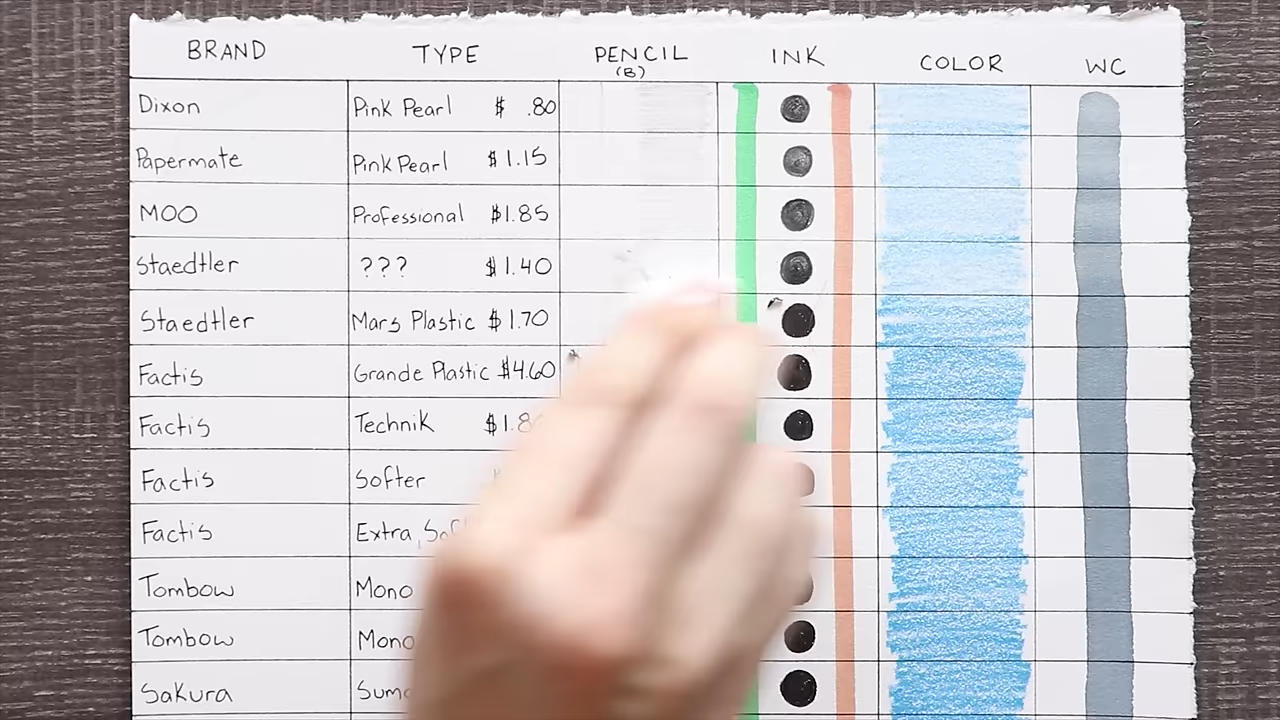 BRAND TYPE PENCIL INK COLOR WC
(B)
Dixon Pink Pearl $ .80
Papermate Pink Pearl $1.15
MOO Professional $1.85
Staedtler ??? $1.40
Staedtler Mars Plastic $1.70
Factis Grande Plastic $4.60
Factis Technik $1.8
Factis Softer
Factis Extra
Tombow Mono
Tombow Mono
Sakura